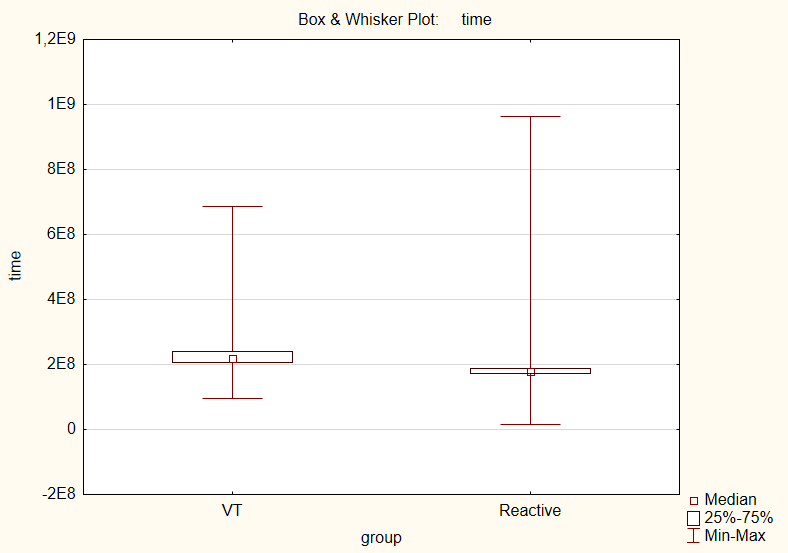 Box & Whisker Plot: time
1,2E9
1E9
8E8
6E8
4E8
2E8
0
-2E8
time
VT
Reactive
group
Median
25%-75%
Min-Max